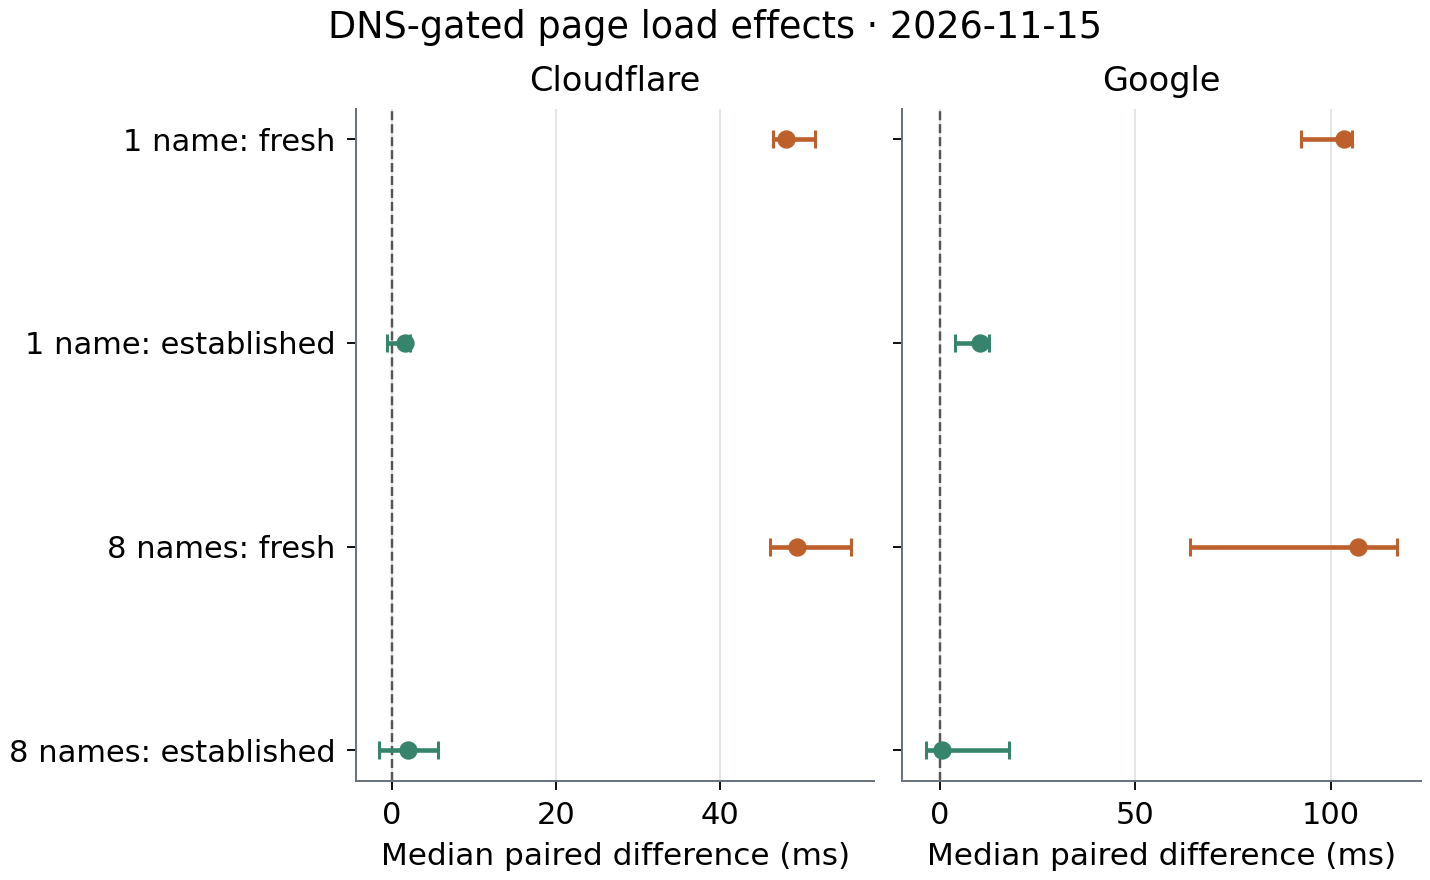 DNS-gated page load effects · 2026-11-15
Cloudflare
Google
1 name: fresh
1 name: established
8 names: fresh
8 names: established
0 20 40
0 50 100
Median paired difference (ms)
Median paired difference (ms)